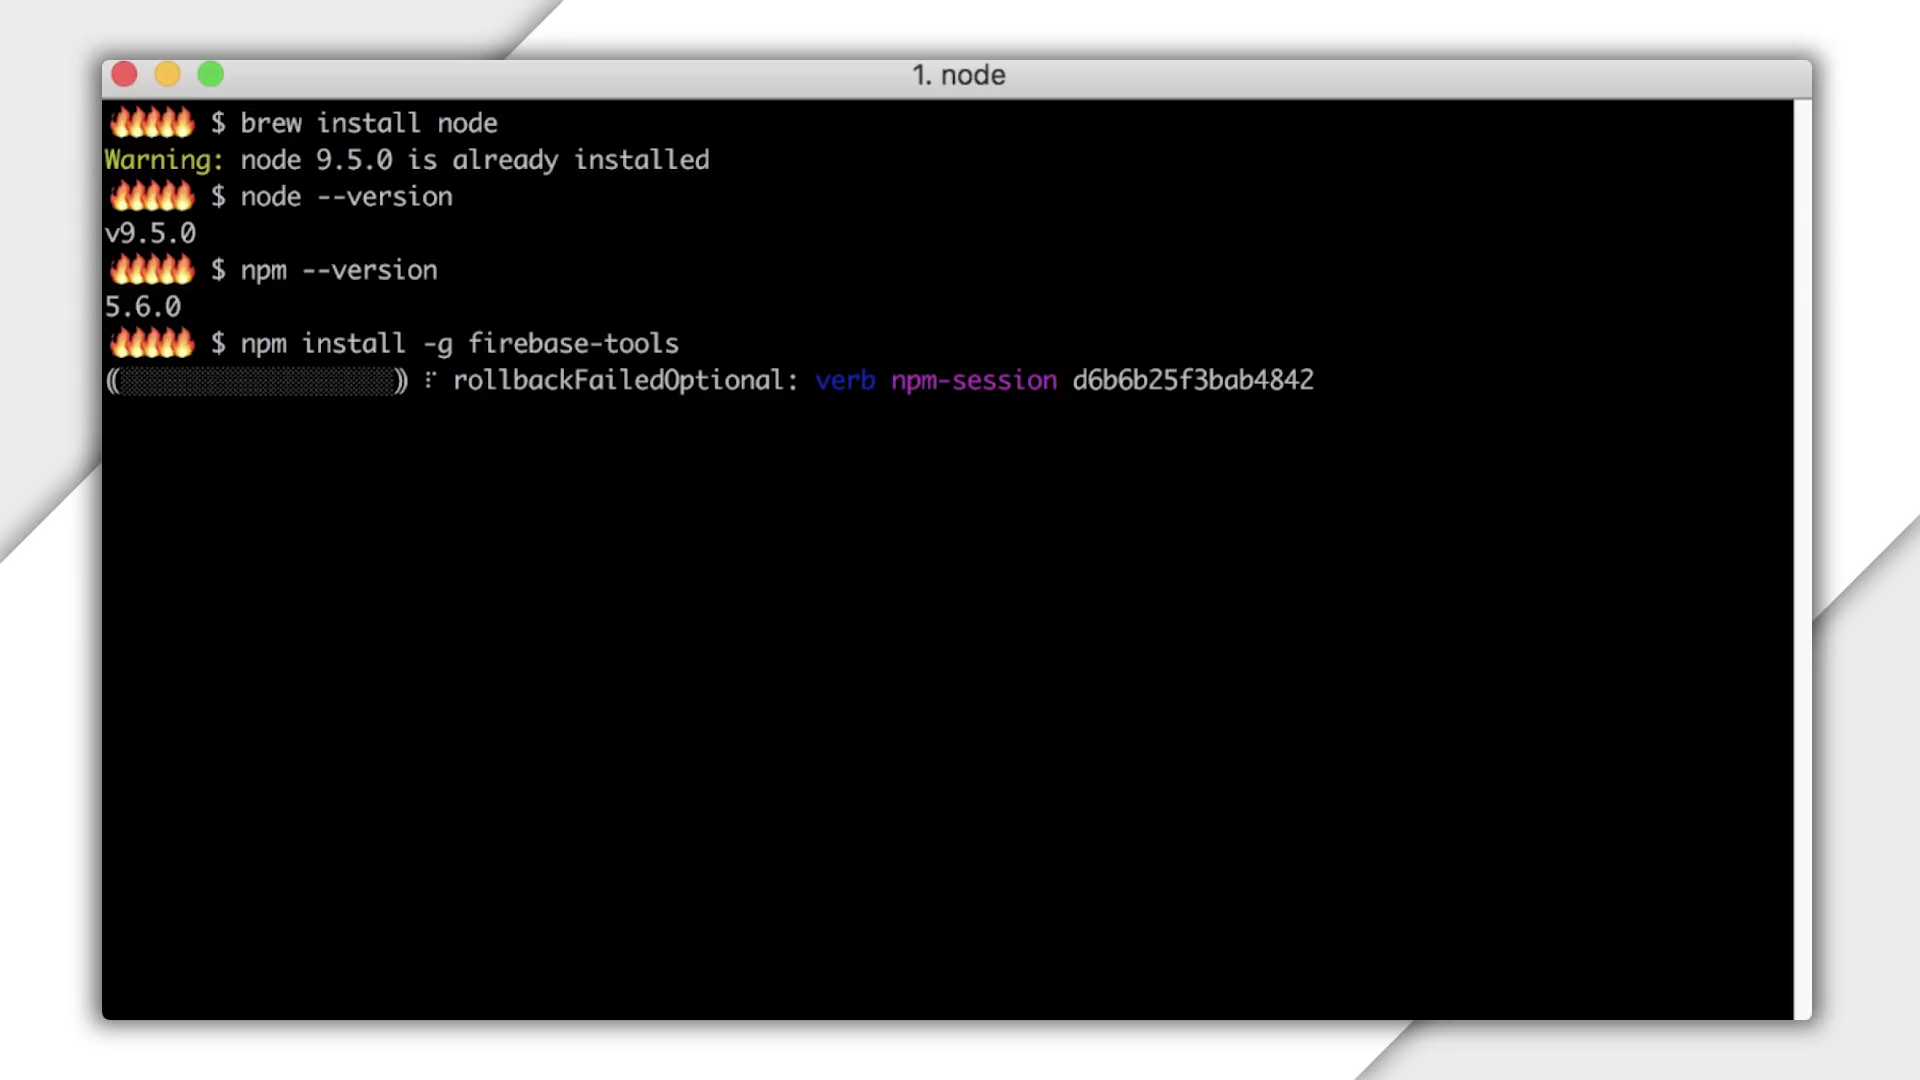 1. node
🔥🔥🔥🔥🔥 $ brew install node
Warning: node 9.5.0 is already installed
🔥🔥🔥🔥🔥 $ node --version
v9.5.0
🔥🔥🔥🔥🔥 $ npm --version
5.6.0
🔥🔥🔥🔥🔥 $ npm install -g firebase-tools
⸨░░░░░░░░░░░░░░░░░░⸩ ⠏ rollbackFailedOptional: verb npm-session d6b6b25f3bab4842